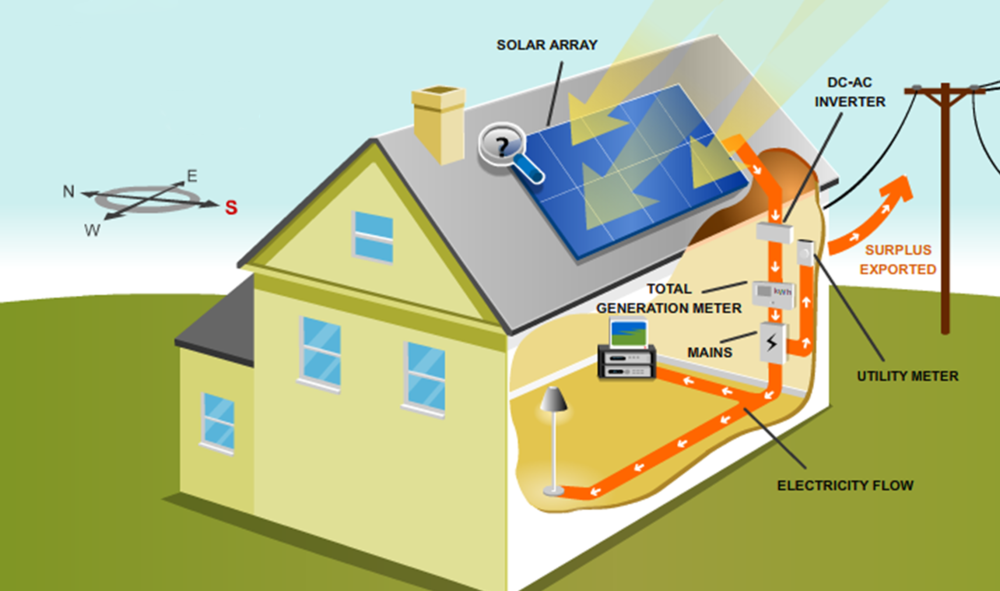 SOLAR ARRAY
DC-AC
INVERTER
?
N
E
S
W
SURPLUS
EXPORTED
TOTAL
GENERATION METER
kWh
MAINS
UTILITY METER
ELECTRICITY FLOW